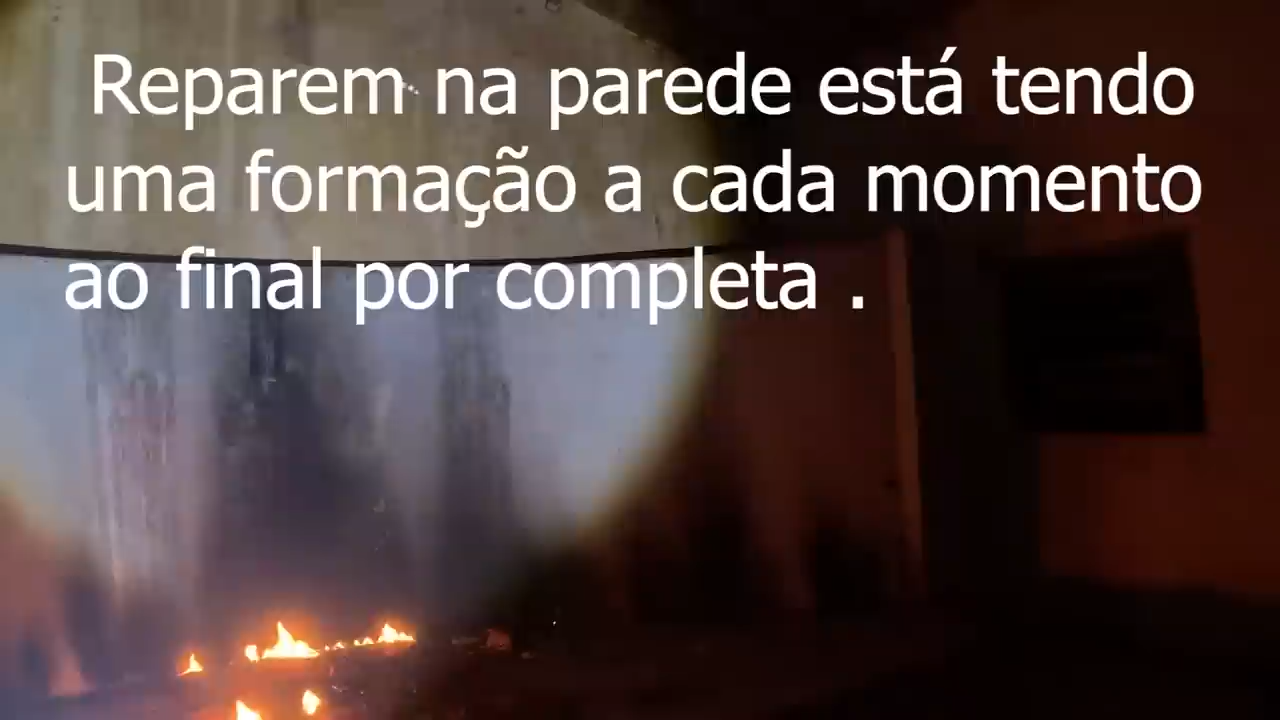 Reparem na parede está tendo
uma formação a cada momento
ao final por completa .